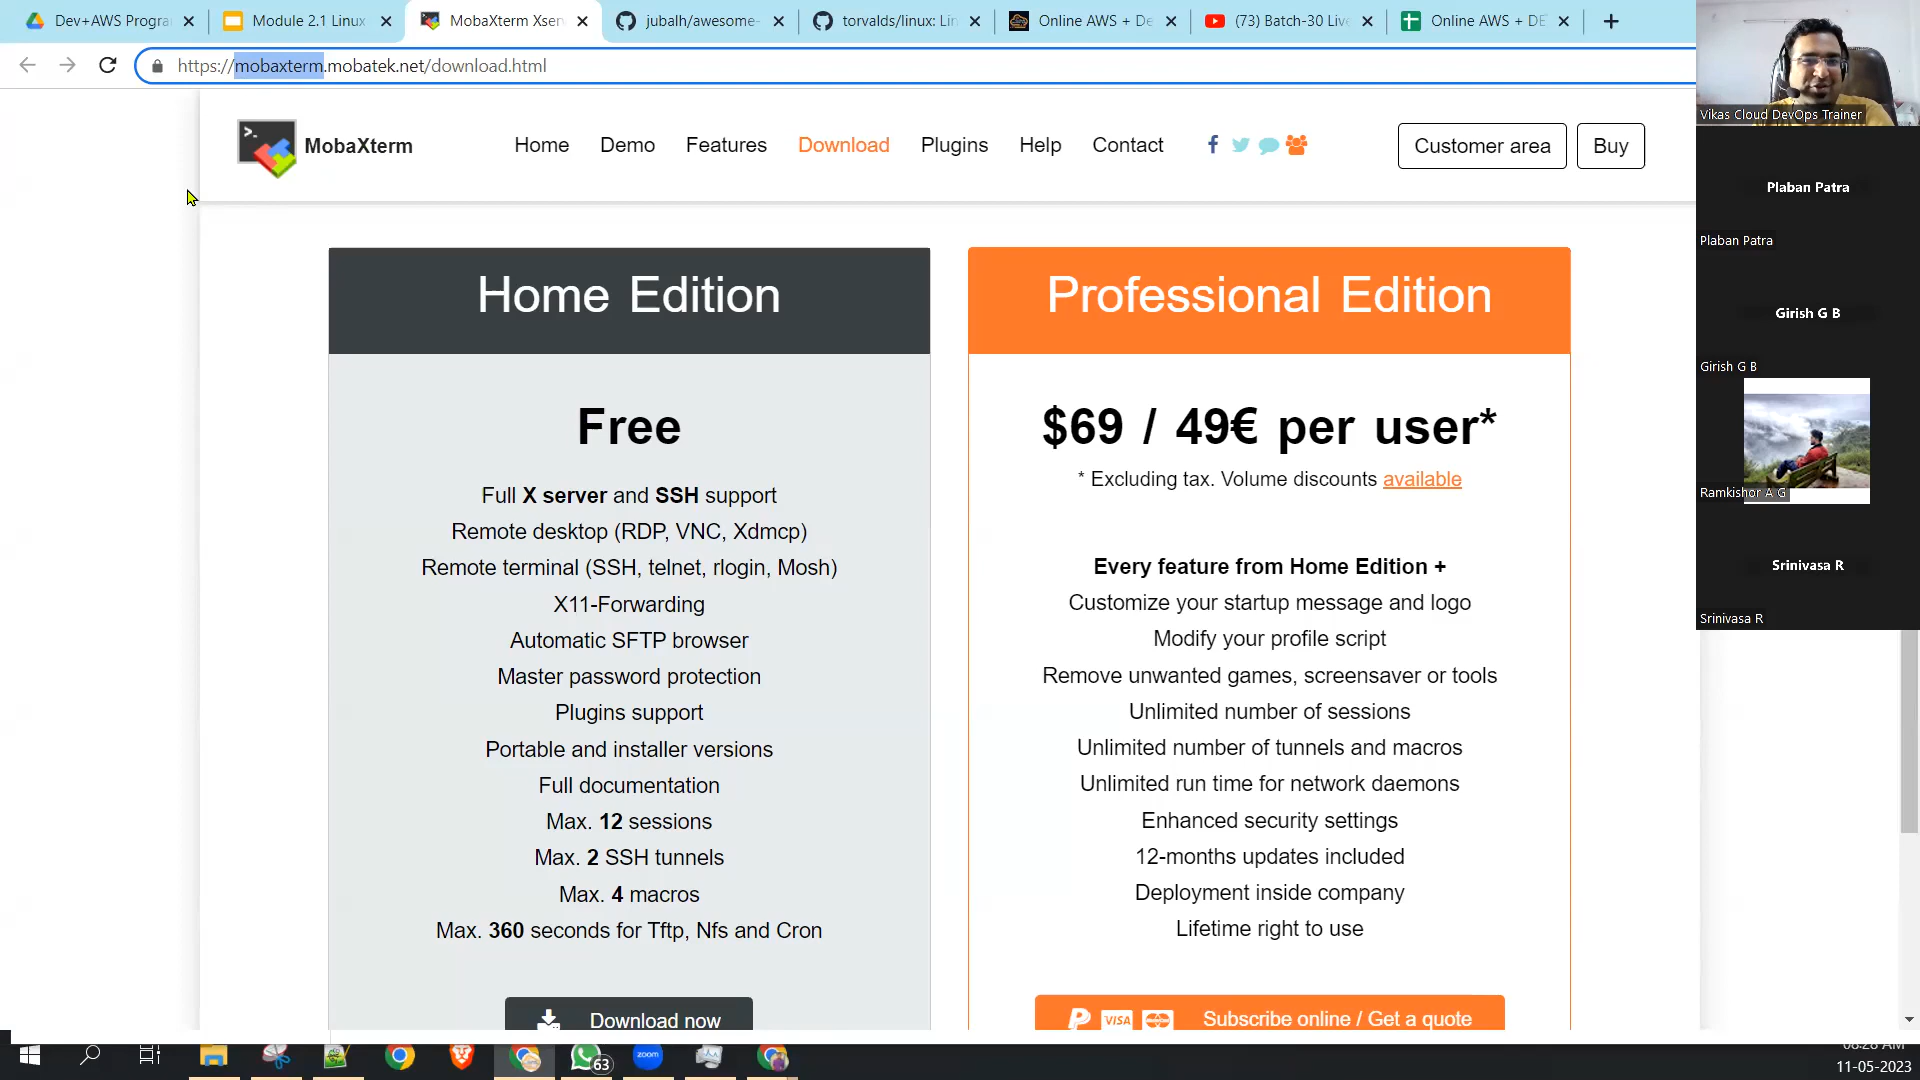 Dev+AWS Progra
Module 2.1 Linux
MobaXterm Xser
jubalh/awesome-
torvalds/linux: Lin
Online AWS + De
(73) Batch-30 Live
Online AWS + DE
https://mobaxterm.mobatek.net/download.html
MobaXterm
Home
Demo
Features
Download
Plugins
Help
Contact
Customer area
Buy
Home Edition
Free
Full X server and SSH support
Remote desktop (RDP, VNC, Xdmcp)
Remote terminal (SSH, telnet, rlogin, Mosh)
X11-Forwarding
Automatic SFTP browser
Master password protection
Plugins support
Portable and installer versions
Full documentation
Max. 12 sessions
Max. 2 SSH tunnels
Max. 4 macros
Max. 360 seconds for Tftp, Nfs and Cron
Download now
Professional Edition
$69 / 49€ per user*
* Excluding tax. Volume discounts available
Every feature from Home Edition +
Customize your startup message and logo
Modify your profile script
Remove unwanted games, screensaver or tools
Unlimited number of sessions
Unlimited number of tunnels and macros
Unlimited run time for network daemons
Enhanced security settings
12-months updates included
Deployment inside company
Lifetime right to use
VISA
Subscribe online / Get a quote
Vikas Cloud DevOps Trainer
Plaban Patra
Plaban Patra
Girish G B
Girish G B
Ramkishor A G
Srinivasa R
Srinivasa R
63
zoom
08:28 AM
11-05-2023